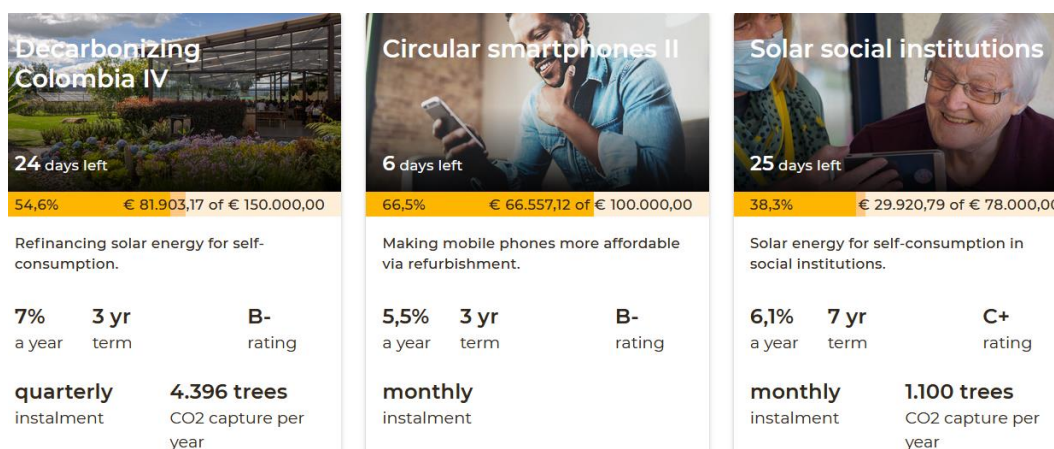 Decarbonizing
Colombia IV
24 days left
54,6% € 81.903,17 of € 150.000,00
Refinancing solar energy for self-
consumption.
7% 3 yr B-
a year term rating
quarterly 4.396 trees
instalment CO2 capture per
year
Circular smartphones II
6 days left
66,5% € 66.557,12 of € 100.000,00
Making mobile phones more affordable
via refurbishment.
5,5% 3 yr B-
a year term rating
monthly
instalment
Solar social institutions
25 days left
38,3% € 29.920,79 of € 78.000,00
Solar energy for self-consumption in
social institutions.
6,1% 7 yr C+
a year term rating
monthly 1.100 trees
instalment CO2 capture per
year